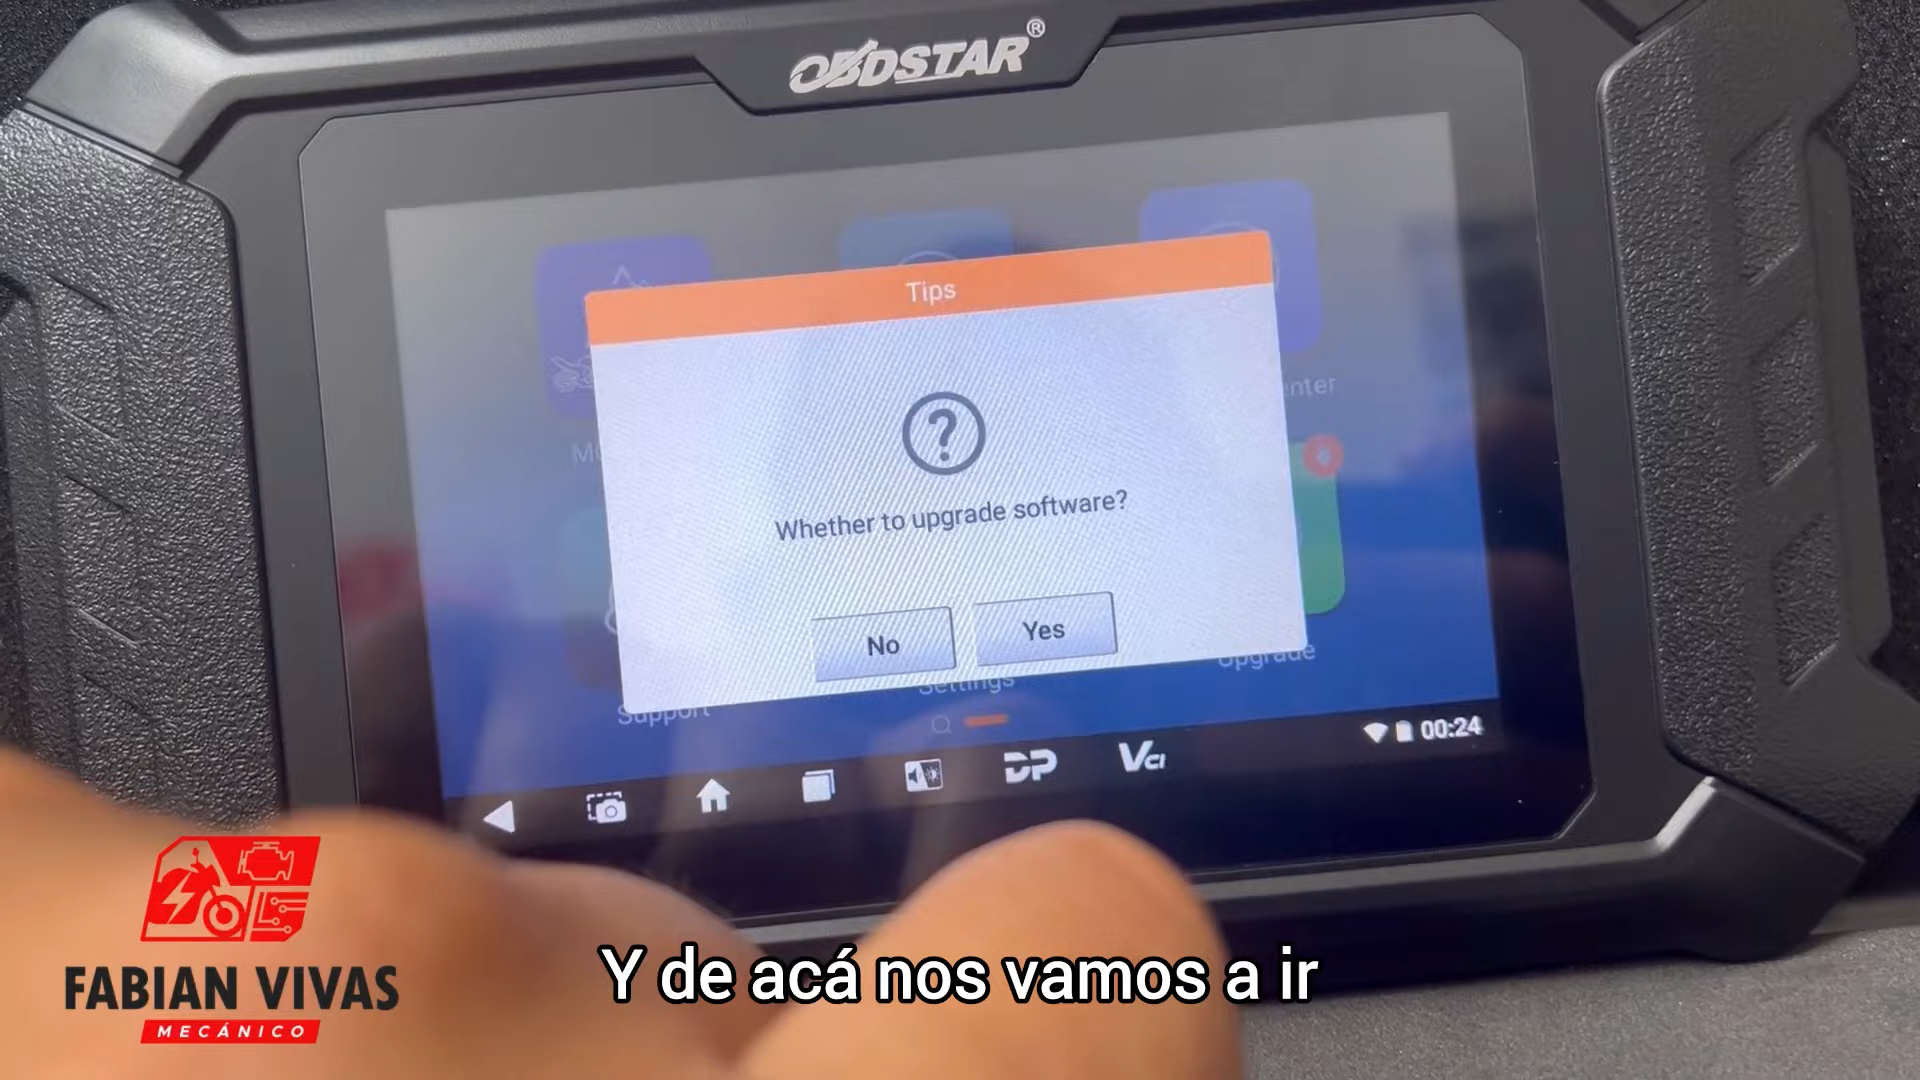 OBDSTAR®
Tips
Whether to upgrade software?
No
Yes
Support
Settings
Upgrade
00:24
DP
VCI
FABIAN VIVAS
MECÁNICO
Y de acá nos vamos a ir